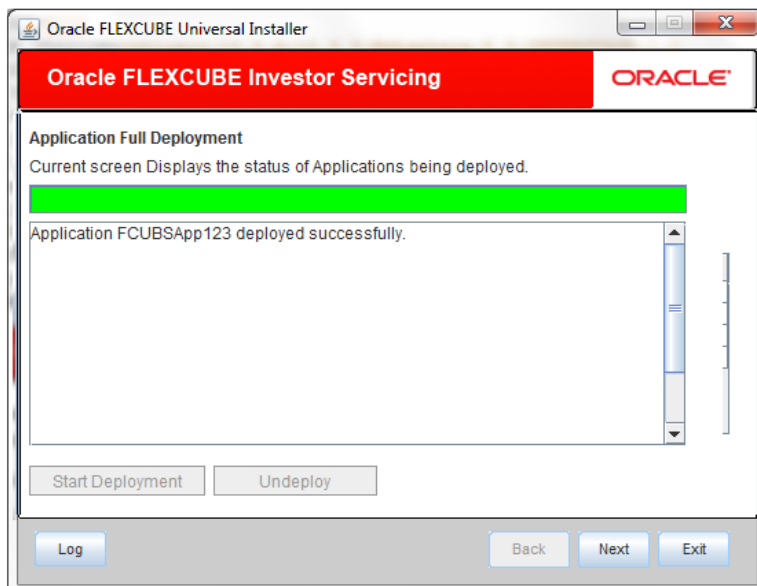 Oracle FLEXCUBE Universal Installer
Oracle FLEXCUBE Investor Servicing
ORACLE
Application Full Deployment
Current screen Displays the status of Applications being deployed.
Application FCUBSApp123 deployed successfully.
Start Deployment Undeploy
Log Back Next Exit